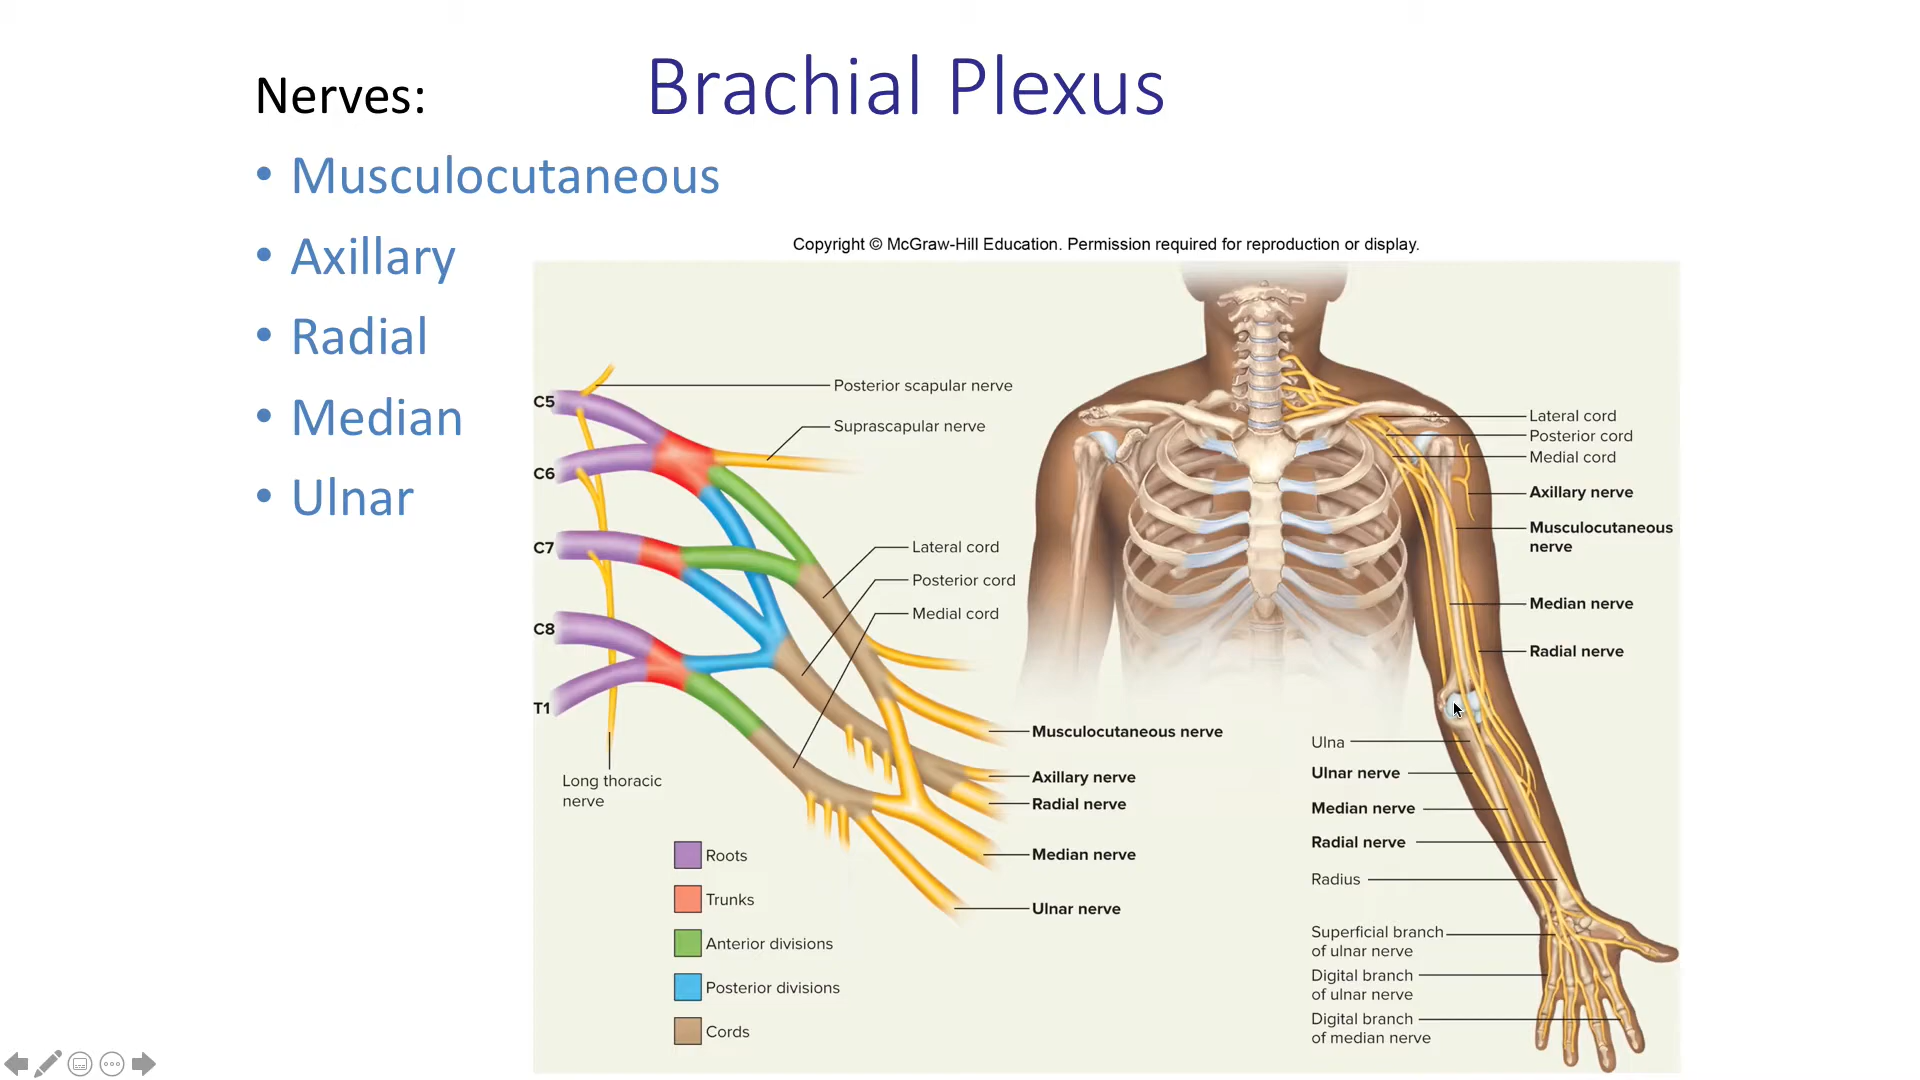 Brachial Plexus
Nerves:
• Musculocutaneous
• Axillary
• Radial
• Median
• Ulnar
Copyright © McGraw-Hill Education. Permission required for reproduction or display.
C5
C6
C7
C8
T1
Posterior scapular nerve
Suprascapular nerve
Lateral cord
Posterior cord
Medial cord
Long thoracic
nerve
Musculocutaneous nerve
Axillary nerve
Radial nerve
Median nerve
Ulnar nerve
Roots
Trunks
Anterior divisions
Posterior divisions
Cords
Lateral cord
Posterior cord
Medial cord
Axillary nerve
Musculocutaneous
nerve
Median nerve
Radial nerve
Ulna
Ulnar nerve
Median nerve
Radial nerve
Radius
Superficial branch
of ulnar nerve
Digital branch
of ulnar nerve
Digital branch
of median nerve